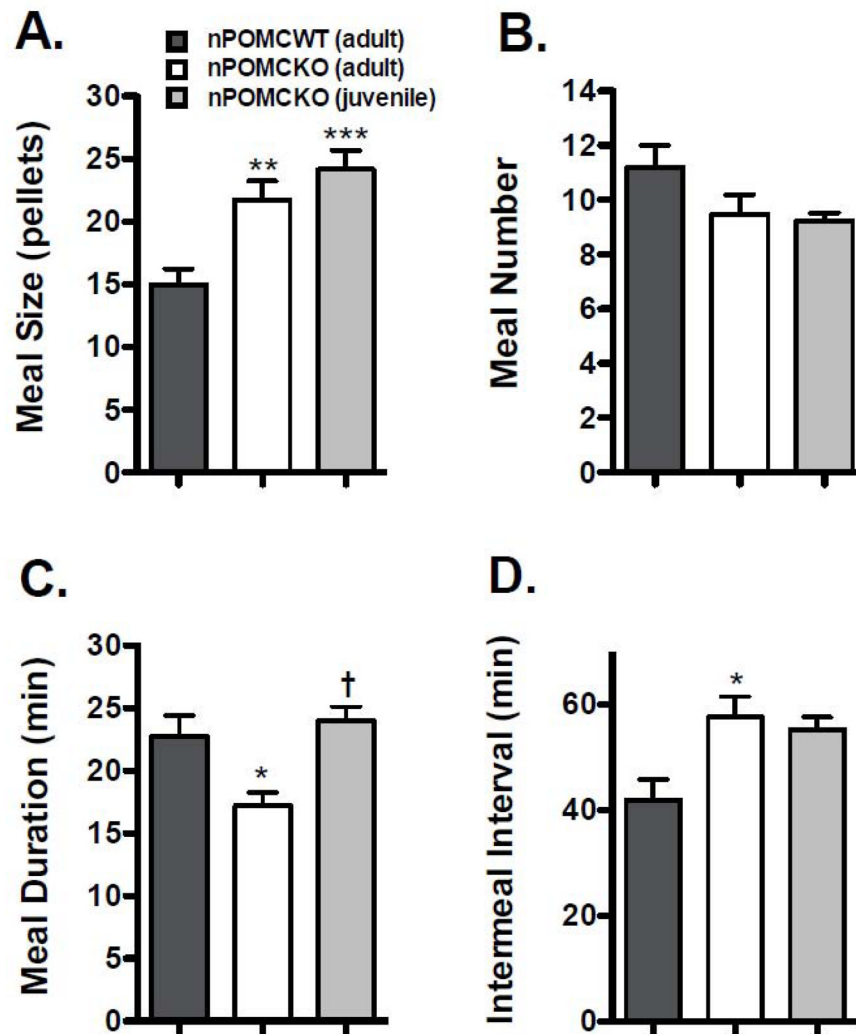 A.
nPOMCWT (adult)
nPOMCKO (adult)
nPOMCKO (juvenile)
Meal Size (pellets)
30
25
20
15
10
5
0
**
***
B.
Meal Number
14
12
10
8
6
4
2
0
C.
Meal Duration (min)
30
25
20
15
10
5
0
*
†
D.
Intermeal Interval (min)
60
40
20
0
*